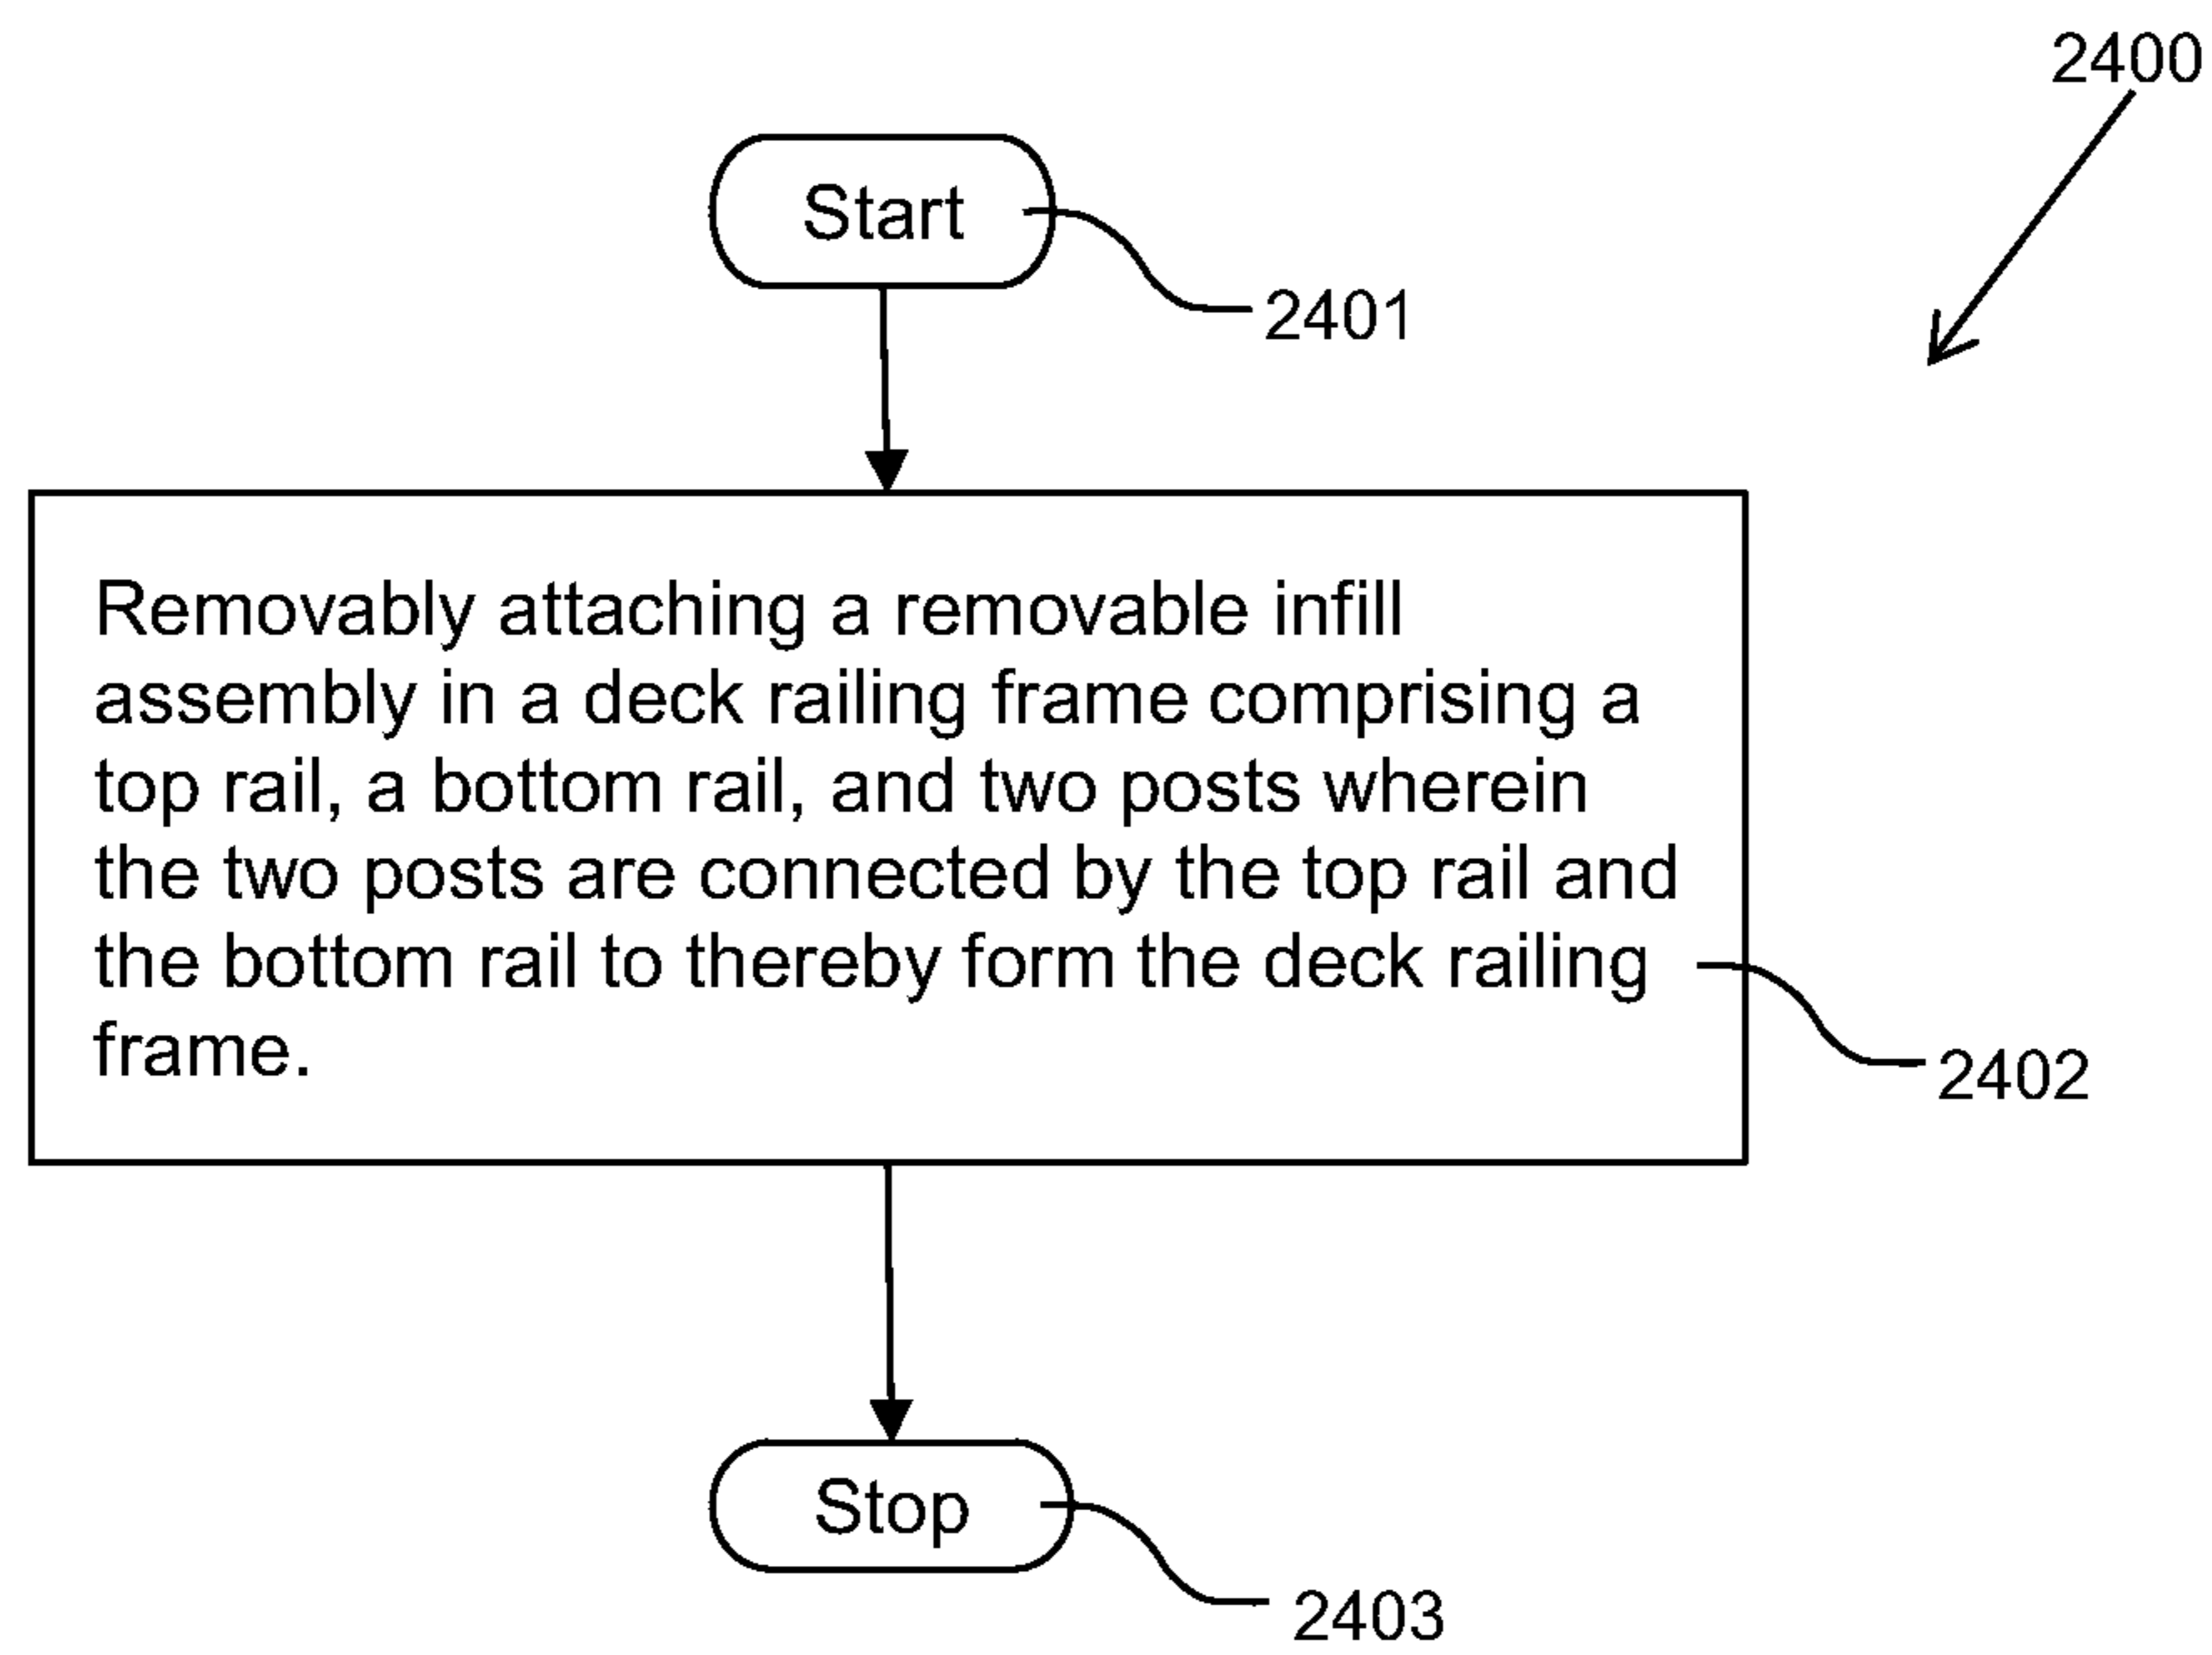 2400
Start
2401
Removably attaching a removable infill
assembly in a deck railing frame comprising a
top rail, a bottom rail, and two posts wherein
the two posts are connected by the top rail and
the bottom rail to thereby form the deck railing
frame.
2402
Stop
2403